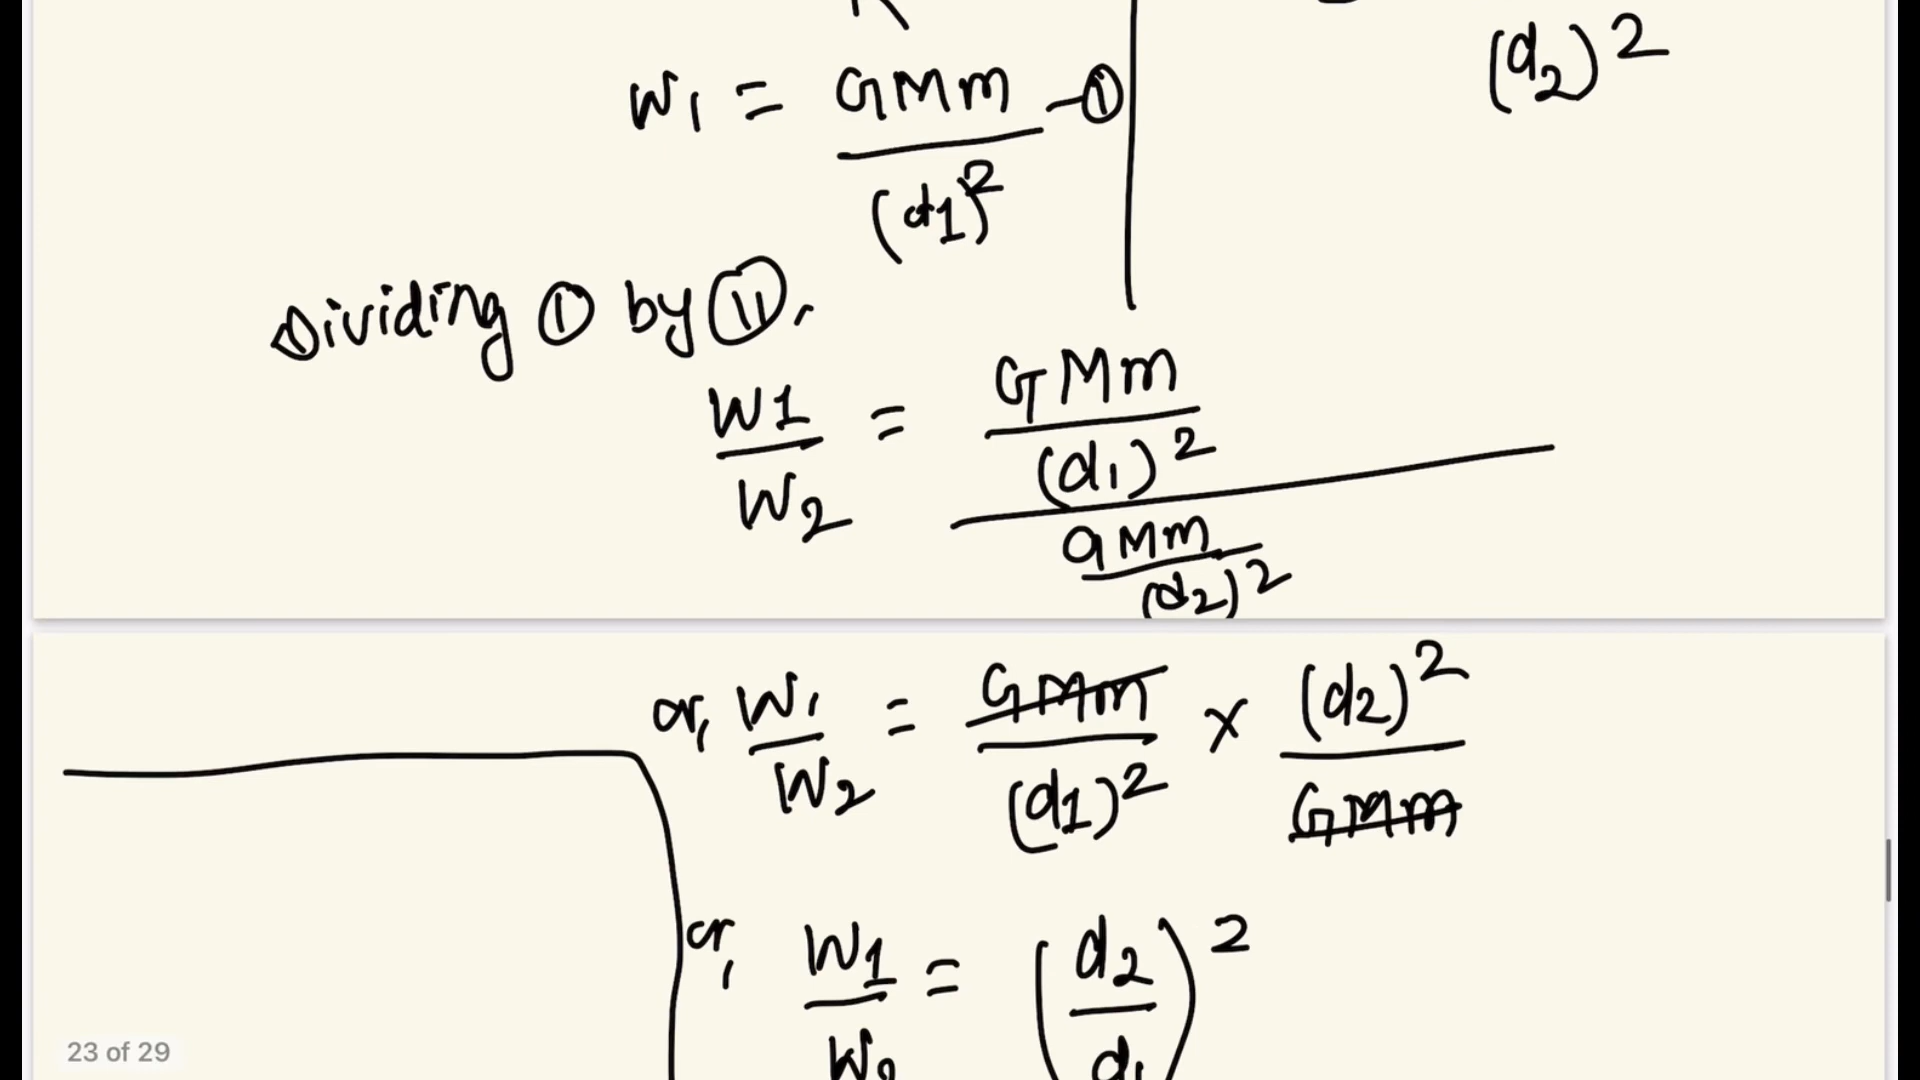 (d2)^2
W1 = GMm / (d1)^2 -①
Dividing ① by ⑪,
W1 / W2 = GMm / (d1)^2 / GMm / (d2)^2
or, W1 / W2 = GMm / (d1)^2 × (d2)^2 / GMm
or, W1 / W2 = (d2 / d1)^2
23 of 29